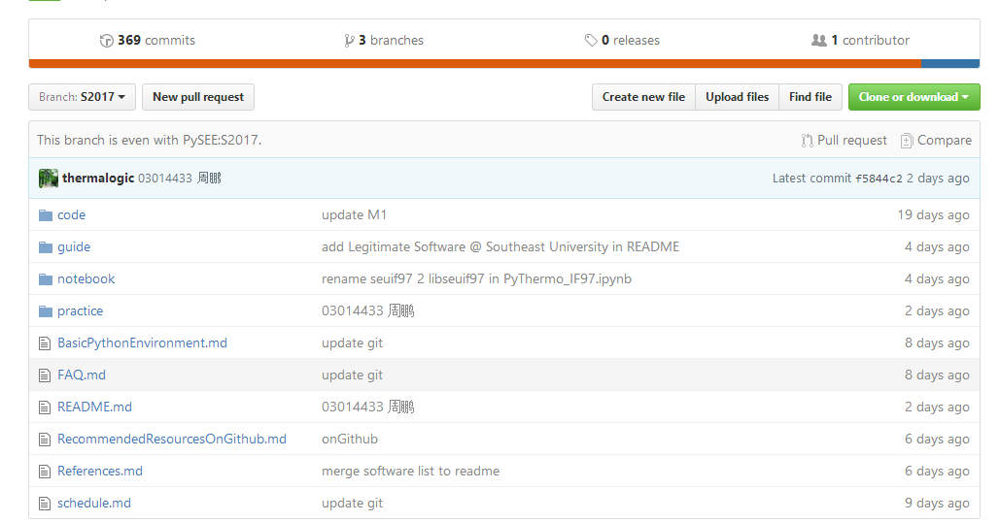 369 commits 3 branches 0 releases 1 contributor
Branch: S2017 New pull request Create new file Upload files Find file Clone or download
This branch is even with PySEE:S2017. Pull request Compare
thermalogic 03014433 周鹏 Latest commit f5844c2 2 days ago
code update M1 19 days ago
guide add Legitimate Software @ Southeast University in README 4 days ago
notebook rename seuif97 2 libseuif97 in PyThermo_IF97.ipynb 4 days ago
practice 03014433 周鹏 2 days ago
BasicPythonEnvironment.md update git 8 days ago
FAQ.md update git 8 days ago
README.md 03014433 周鹏 2 days ago
RecommendedResourcesOnGithub.md onGithub 6 days ago
References.md merge software list to readme 6 days ago
schedule.md update git 9 days ago